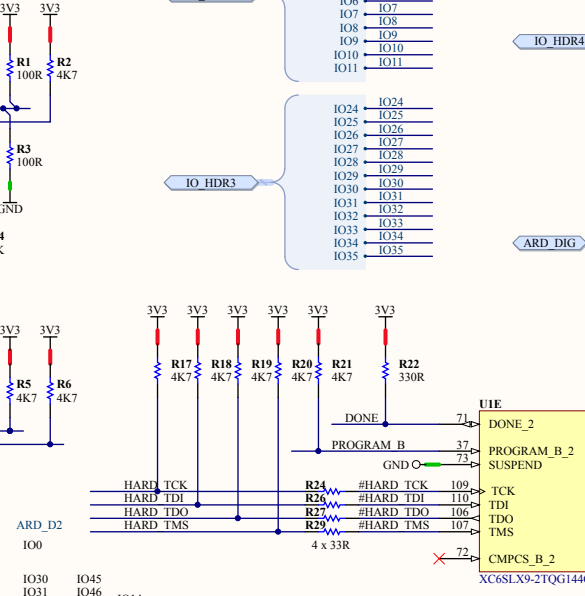 3V3 3V3
R1 R2
100R 4K7
R3
100R
GND
IO7 IO7
IO8 IO8
IO9 IO9
IO10 IO10
IO11 IO11
IO_HDR4
IO24 IO24
IO25 IO25
IO26 IO26
IO27 IO27
IO28 IO28
IO29 IO29
IO_HDR3
IO30 IO30
IO31 IO31
IO32 IO32
IO33 IO33
IO34 IO34
IO35 IO35
ARD_DIG
3V3 3V3 3V3 3V3 3V3 3V3
3V3 3V3
R17 R18 R19 R20 R21 R22
4K7 4K7 4K7 4K7 4K7 330R
R5 R6
4K7 4K7
U1E
DONE 71 DONE_2
PROGRAM_B 37 PROGRAM_B_2
GND 73 SUSPEND
HARD_TCK R24 #HARD_TCK 109 TCK
HARD_TDI R26 #HARD_TDI 110 TDI
HARD_TDO R27 #HARD_TDO 106 TDO
HARD_TMS R29 #HARD_TMS 107 TMS
4 x 33R
72 CMPCS_B_2
ARD_D2
IO0
IO30 IO45
IO31 IO46